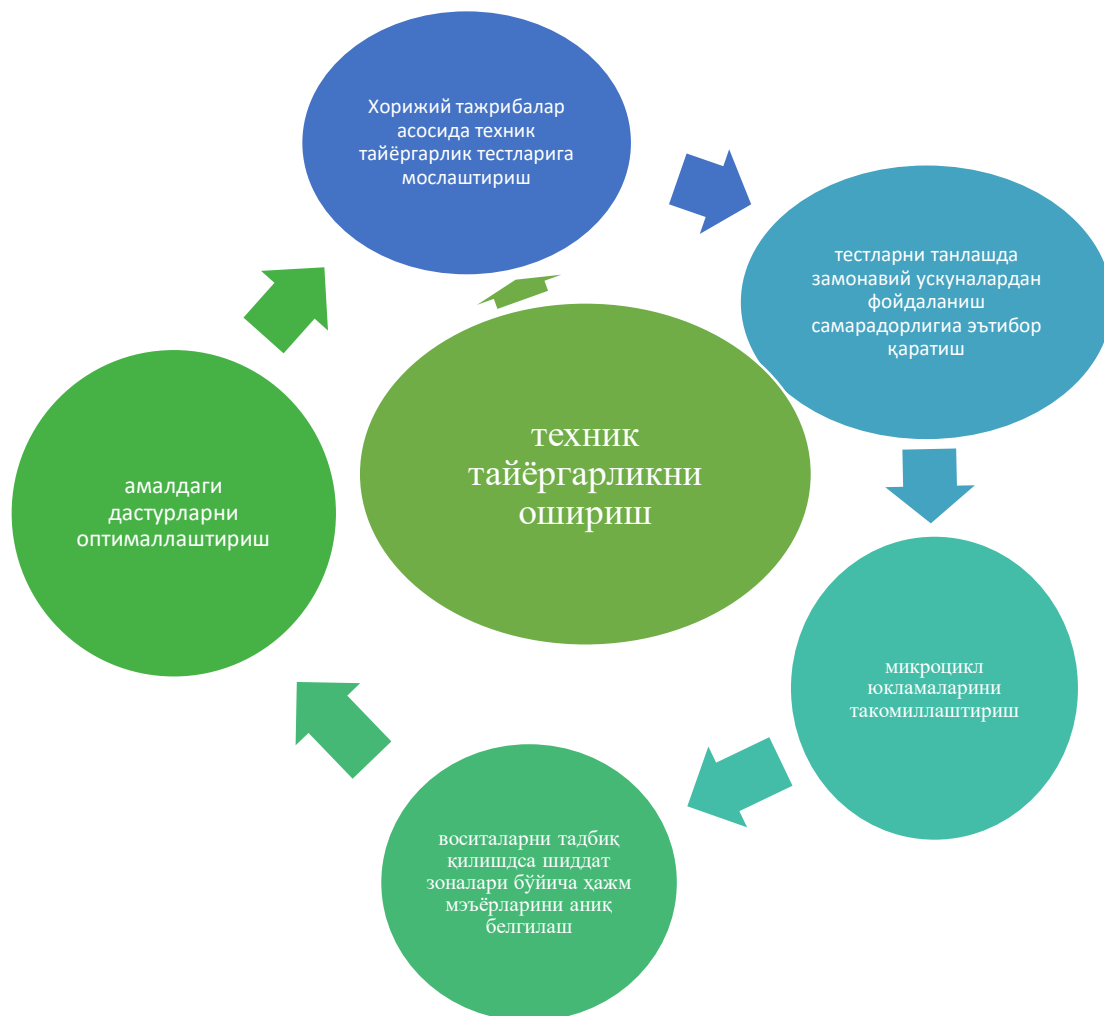 Хорижий тажрибалар
асосида техник
тайёргарлик тестларига
мослаштириш
тестларни танлашда
замонавий ускуналардан
фойдаланиш
самарадорлигиа эътибор
қаратиш
техник
тайёргарликни
ошириш
амалдаги
дастурларни
оптималлаштириш
микроцикл
юкламаларини
такомиллаштириш
воситаларни тадбиқ
қилишдса шиддат
зоналари бўйича ҳажм
мэъёрларини аниқ
белгилаш